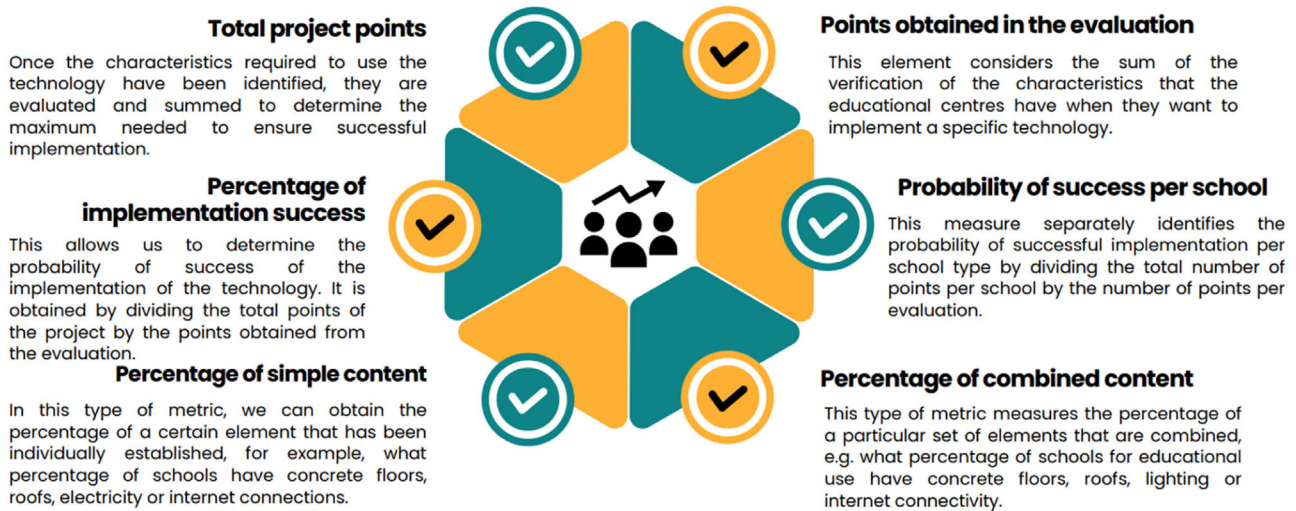 Total project points
Once the characteristics required to use the
technology have been identified, they are
evaluated and summed to determine the
maximum needed to ensure successful
implementation.
Points obtained in the evaluation
This element considers the sum of the
verification of the characteristics that the
educational centres have when they want to
implement a specific technology.
Percentage of
implementation success
This allows us to determine the
probability of success of the
implementation of the technology. It is
obtained by dividing the total points of
the project by the points obtained from
the evaluation.
Probability of success per school
This measure separately identifies the
probability of successful implementation per
school type by dividing the total number of
points per school by the number of points per
evaluation.
Percentage of simple content
In this type of metric, we can obtain the
percentage of a certain element that has been
individually established, for example, what
percentage of schools have concrete floors,
roofs, electricity or internet connections.
Percentage of combined content
This type of metric measures the percentage of
a particular set of elements that are combined,
e.g. what percentage of schools for educational
use have concrete floors, roofs, lighting or
internet connectivity.